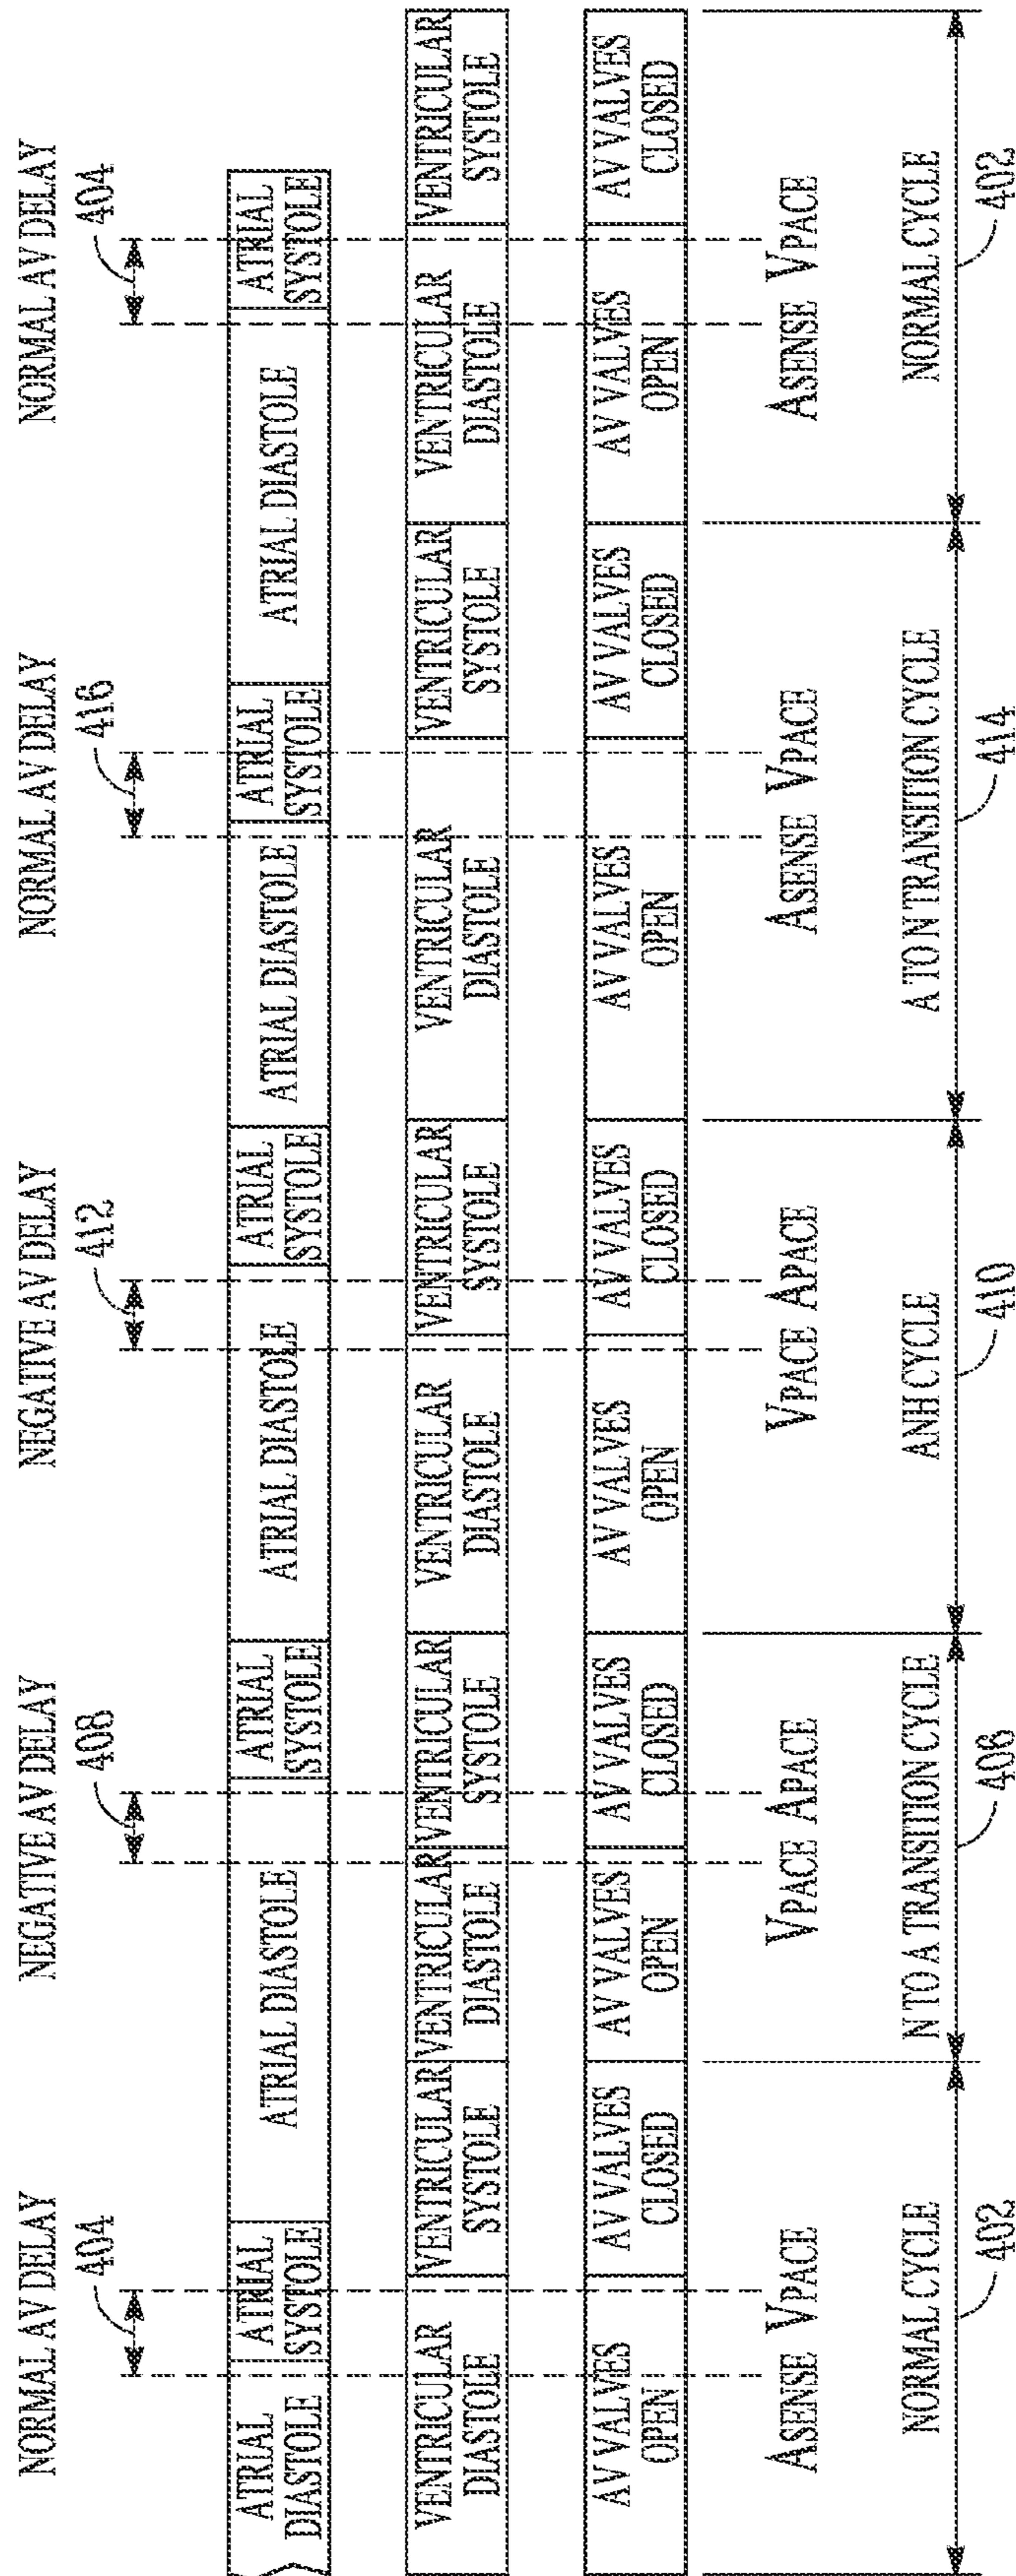 NORMAL AV DELAY
NEGATIVE AV DELAY
NEGATIVE AV DELAY
NORMAL AV DELAY
NORMAL AV DELAY
404
408
412
416
404
ATRIAL
DIASTOLE
ATRIAL
SYSTOLE
ATRIAL DIASTOLE
ATRIAL
SYSTOLE
ATRIAL DIASTOLE
ATRIAL
SYSTOLE
ATRIAL DIASTOLE
ATRIAL
SYSTOLE
ATRIAL DIASTOLE
ATRIAL
SYSTOLE
VENTRICULAR
DIASTOLE
VENTRICULAR
SYSTOLE
VENTRICULAR
DIASTOLE
VENTRICULAR
SYSTOLE
VENTRICULAR
DIASTOLE
VENTRICULAR
SYSTOLE
VENTRICULAR
DIASTOLE
VENTRICULAR
SYSTOLE
VENTRICULAR
DIASTOLE
VENTRICULAR
SYSTOLE
AV VALVES
OPEN
AV VALVES
CLOSED
AV VALVES
OPEN
AV VALVES
CLOSED
AV VALVES
OPEN
AV VALVES
CLOSED
AV VALVES
OPEN
AV VALVES
CLOSED
AV VALVES
OPEN
AV VALVES
CLOSED
ASENSE VPACE
VPACE APACE
VPACE APACE
ASENSE VPACE
ASENSE VPACE
NORMAL CYCLE
N TO A TRANSITION CYCLE
ANH CYCLE
A TO N TRANSITION CYCLE
NORMAL CYCLE
402
406
410
414
402